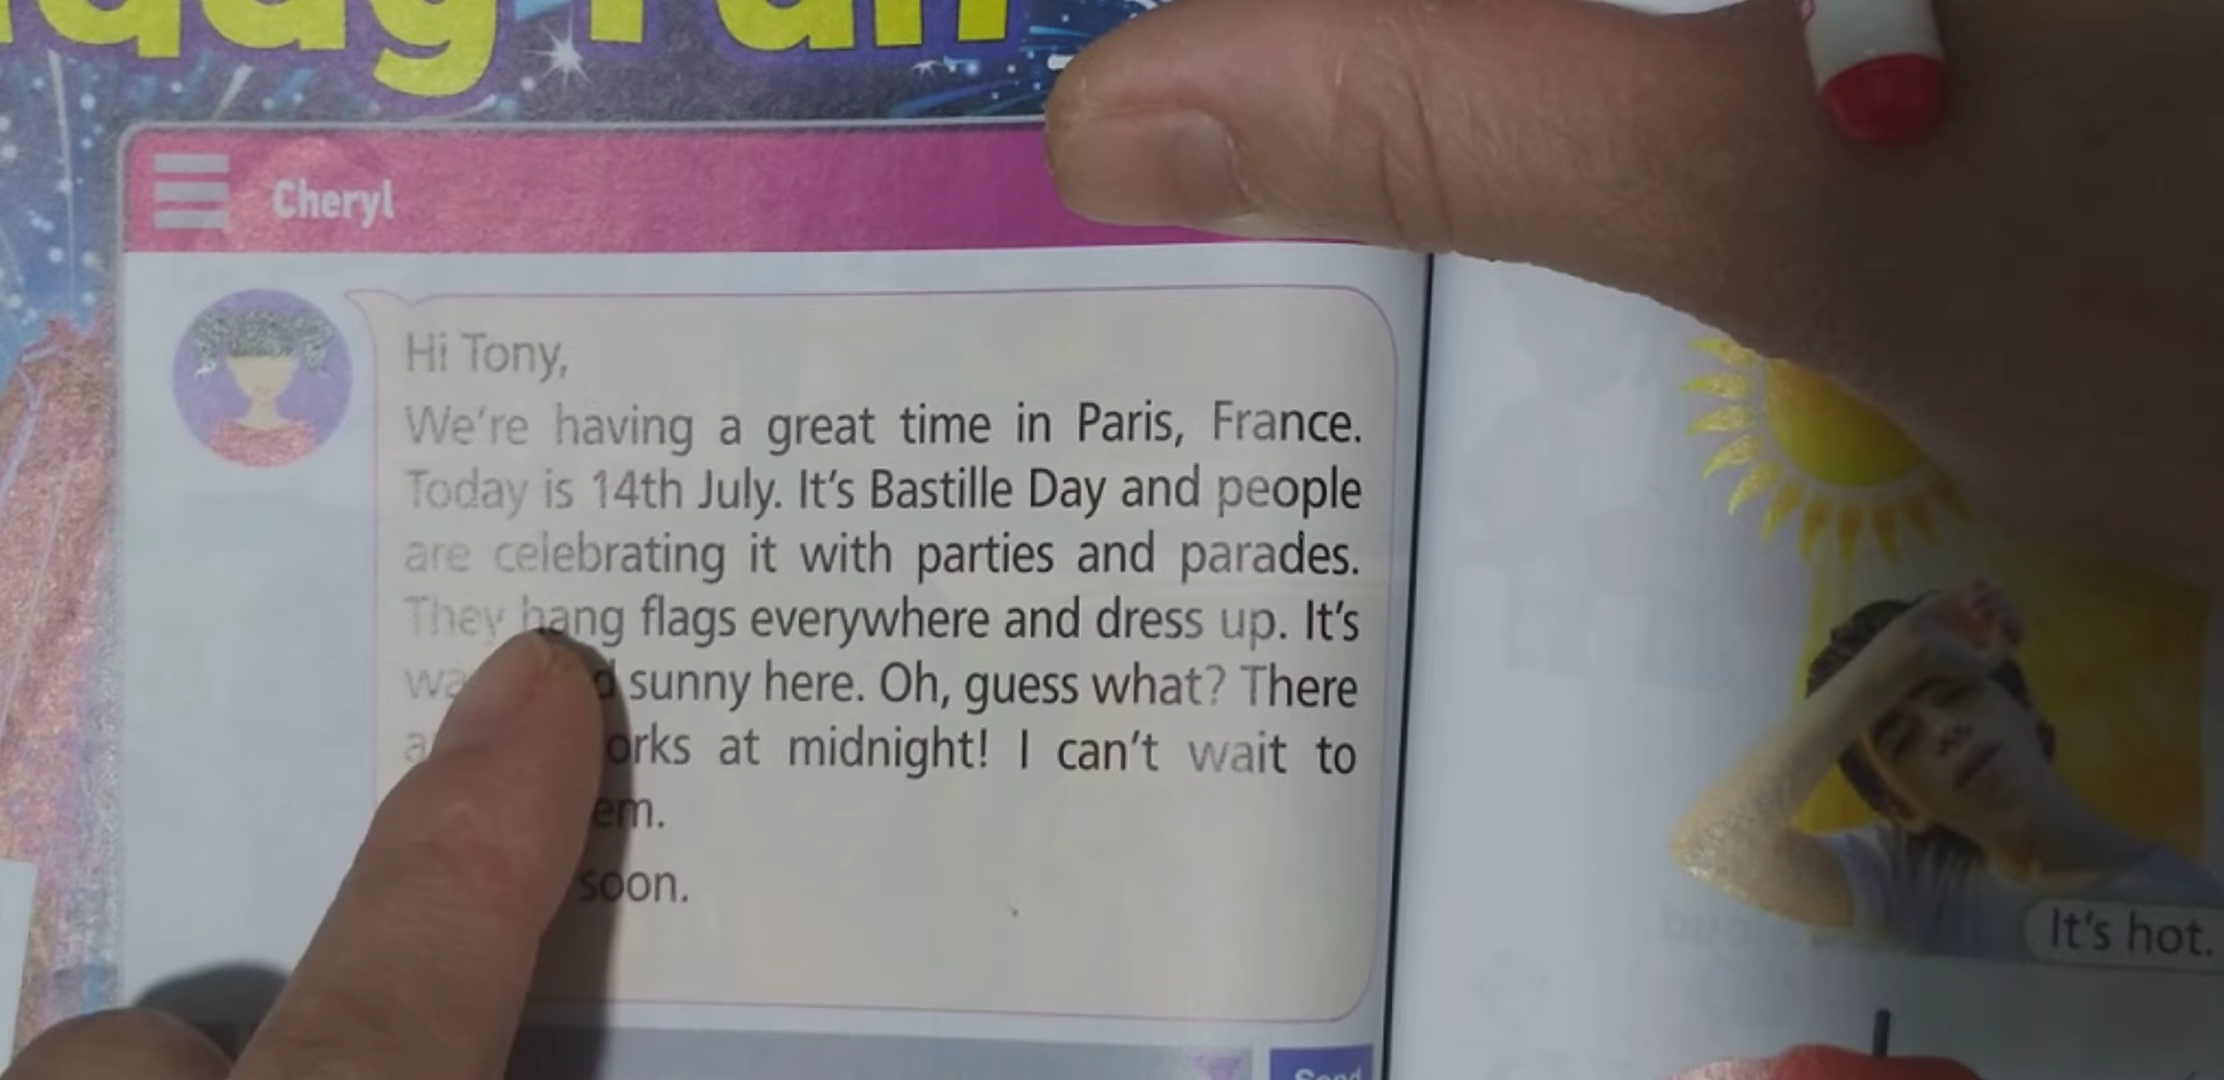 Cheryl
Hi Tony,
We're having a great time in Paris, France.
Today is 14th July. It's Bastille Day and people
are celebrating it with parties and parades.
They hang flags everywhere and dress up. It's
sunny here. Oh, guess what? There
at midnight! I can't wait to
soon.
It's hot.
Send